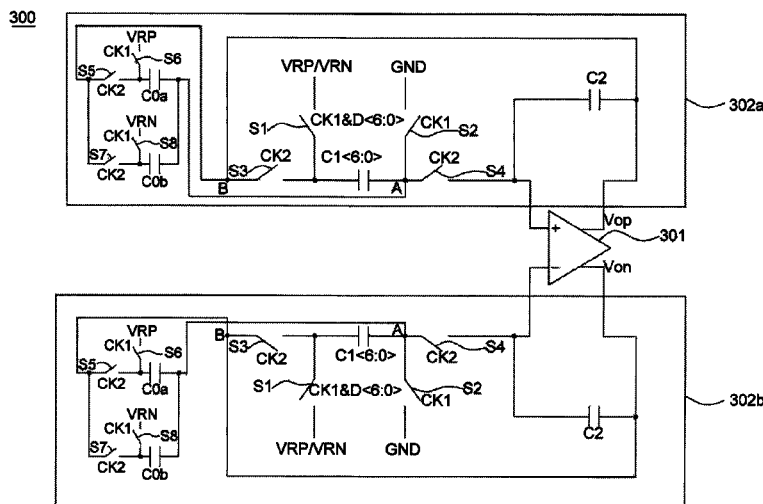 300
VRP
CK1
S6
S5
CK2
C0a
VRN
CK1
S8
S7
CK2
C0b
VRP/VRN
GND
S1
CK1&D<6:0>
CK1
S2
S3
CK2
C1<6:0>
CK2
B
A
S4
C2
302a
+
Vop
301
−
Von
VRP
CK1
S6
S5
CK2
C0a
VRN
CK1
S8
S7
CK2
C0b
B
S3
CK2
C1<6:0>
A
CK2
S4
S1
CK1&D<6:0>
S2
CK1
VRP/VRN
GND
C2
302b